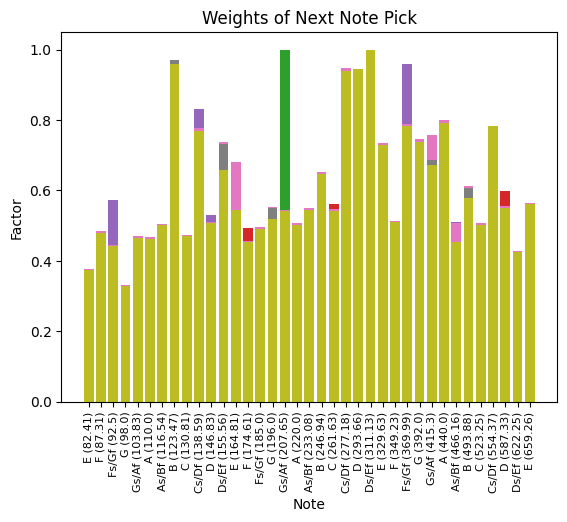 Weights of Next Note Pick
1.0
0.8
0.6
0.4
0.2
0.0
Factor
E (82.41)
F (87.31)
Fs/Gf (92.5)
G (98.0)
Gs/Af (103.83)
A (110.0)
As/Bf (116.54)
B (123.47)
C (130.81)
Cs/Df (138.59)
D (146.83)
Ds/Ef (155.56)
E (164.81)
F (174.61)
Fs/Gf (185.0)
G (196.0)
Gs/Af (207.65)
A (220.0)
As/Bf (233.08)
B (246.94)
C (261.63)
Cs/Df (277.18)
D (293.66)
Ds/Ef (311.13)
E (329.63)
F (349.23)
Fs/Gf (369.99)
G (392.0)
Gs/Af (415.3)
A (440.0)
As/Bf (466.16)
B (493.88)
C (523.25)
Cs/Df (554.37)
D (587.33)
Ds/Ef (622.25)
E (659.26)
Note